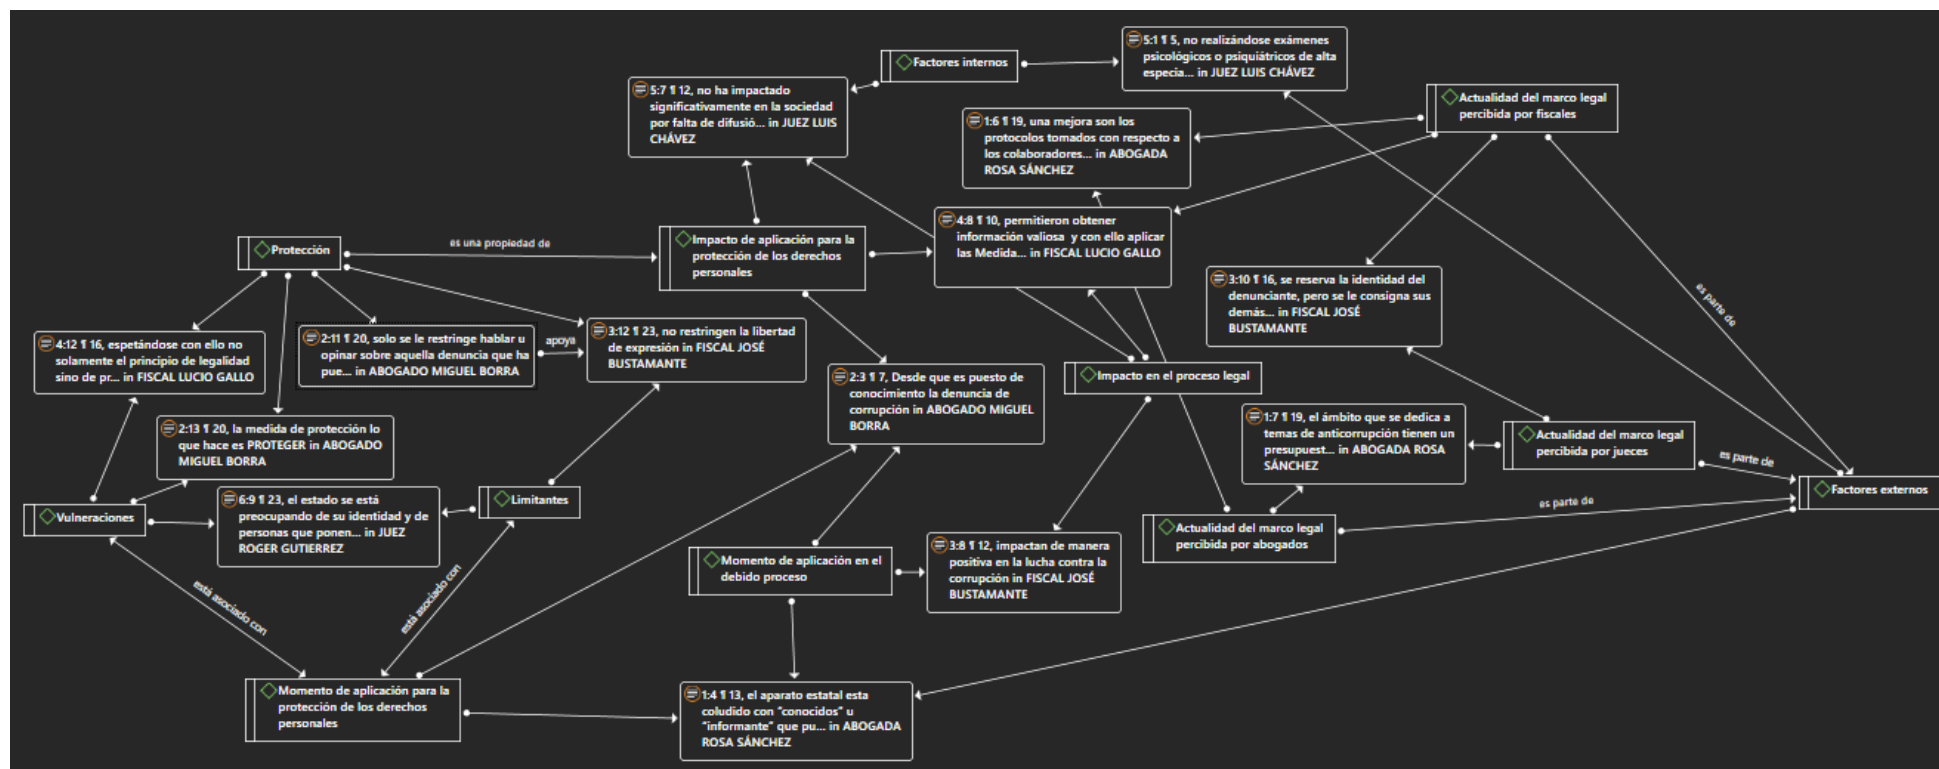 Factores internos
5:1 ¶ 5, no realizándose exámenes
psicológicos o psiquiátricos de alta
especia... in JUEZ LUIS CHÁVEZ
5:7 ¶ 12, no ha impactado
significativamente en la sociedad
por falta de difusió... in JUEZ LUIS
CHÁVEZ
Actualidad del marco legal
percibida por fiscales
1:6 ¶ 19, una mejora son los
protocolos tomados con respecto a
los colaboradores... in ABOGADA
ROSA SÁNCHEZ
4:8 ¶ 10, permitieron obtener
información valiosa y con ello aplicar
las Medida... in FISCAL LUCIO GALLO
Protección
es una propiedad de
Impacto de aplicación para la
protección de los derechos
personales
3:10 ¶ 16, se reserva la identidad del
denunciante, pero se le consigna sus
demás... in FISCAL JOSÉ
BUSTAMANTE
es parte de
4:12 ¶ 16, espetándose con ello no
solamente el principio de legalidad
sino de pr... in FISCAL LUCIO GALLO
2:11 ¶ 20, solo se le restringe hablar u
opinar sobre aquella denuncia que ha
pue... in ABOGADO MIGUEL BORRA
apoya
3:12 ¶ 23, no restringen la libertad
de expresión in FISCAL JOSÉ
BUSTAMANTE
2:3 ¶ 7, Desde que es puesto de
conocimiento la denuncia de
corrupción in ABOGADO MIGUEL
BORRA
Impacto en el proceso legal
2:13 ¶ 20, la medida de protección lo
que hace es PROTEGER in ABOGADO
MIGUEL BORRA
1:7 ¶ 19, el ámbito que se dedica a
temas de anticorrupción tienen un
presupuest... in ABOGADA ROSA
SÁNCHEZ
Actualidad del marco legal
percibida por jueces
es parte de
Vulneraciones
6:9 ¶ 23, el estado se está
preocupando de su identidad y de
personas que ponen... in JUEZ
ROGER GUTIERREZ
Limitantes
Factores externos
es parte de
Actualidad del marco legal
percibida por abogados
Momento de aplicación en el
debido proceso
3:8 ¶ 12, impactan de manera
positiva en la lucha contra la
corrupción in FISCAL JOSÉ
BUSTAMANTE
está asociado con
está asociado con
Momento de aplicación para la
protección de los derechos
personales
1:4 ¶ 13, el aparato estatal esta
coludido con “conocidos” u
“informante” que pu... in ABOGADA
ROSA SÁNCHEZ